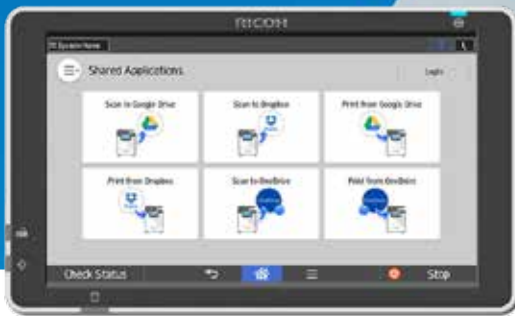 RICOH
Shared Applications
Login
Scan to Google Drive
Scan to Dropbox
Print from Google Drive
Print from Dropbox
Scan to OneDrive
Print from OneDrive
Check Status
Stop